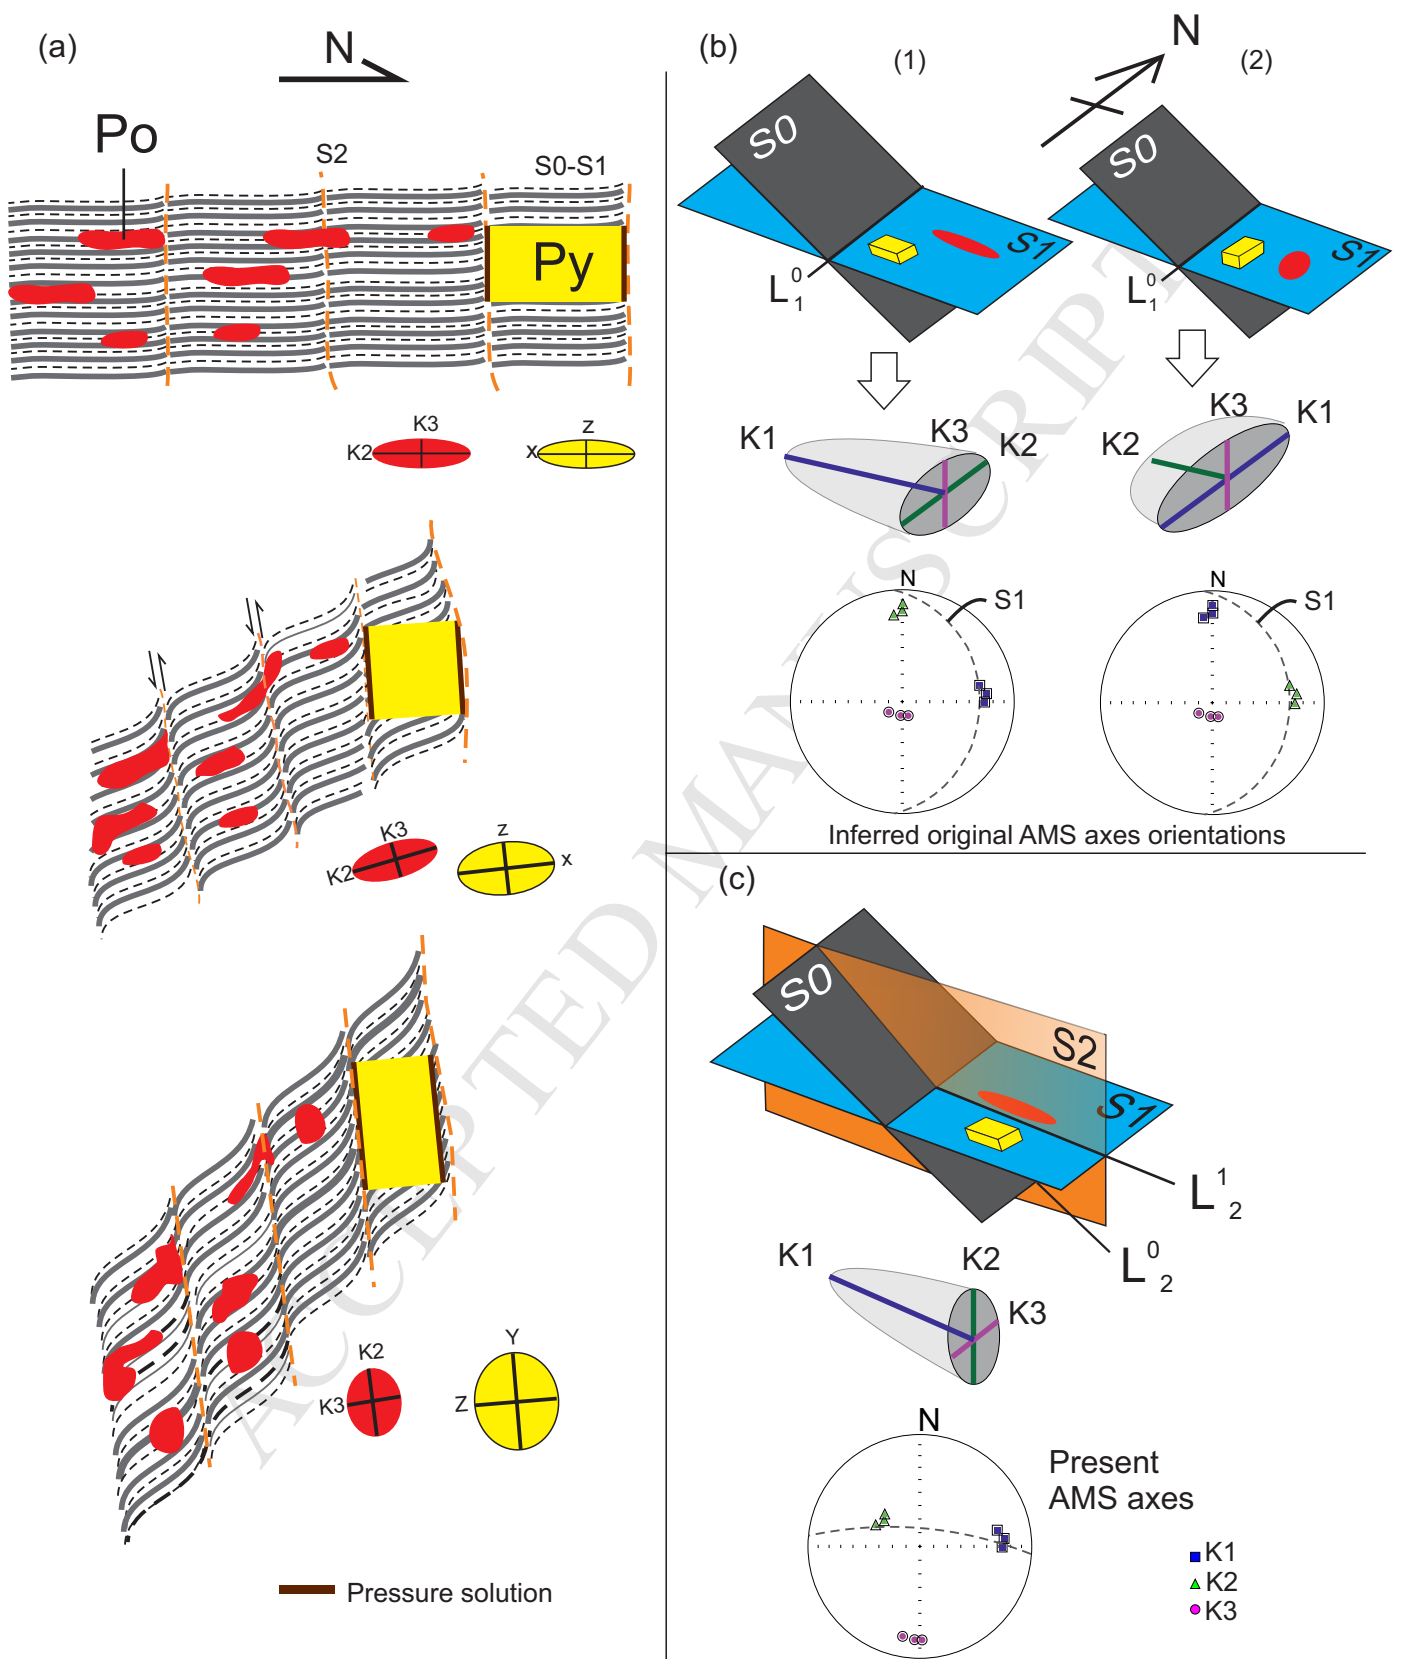 (a)
N
Po
S2
S0-S1
Py
K3
K2
z
x
K3
K2
z
x
K2
K3
Y
Z
Pressure solution
(b)
(1)
(2)
N
S0
S1
L 0 1
S0
S1
L 0 1
K1
K3
K2
K3
K1
K2
N
S1
N
S1
Inferred original AMS axes orientations
(c)
S0
S2
S1
L 1 2
L 0 2
K1
K2
K3
N
Present
AMS axes
K1
K2
K3
ACCEPTED MANUSCRIPT